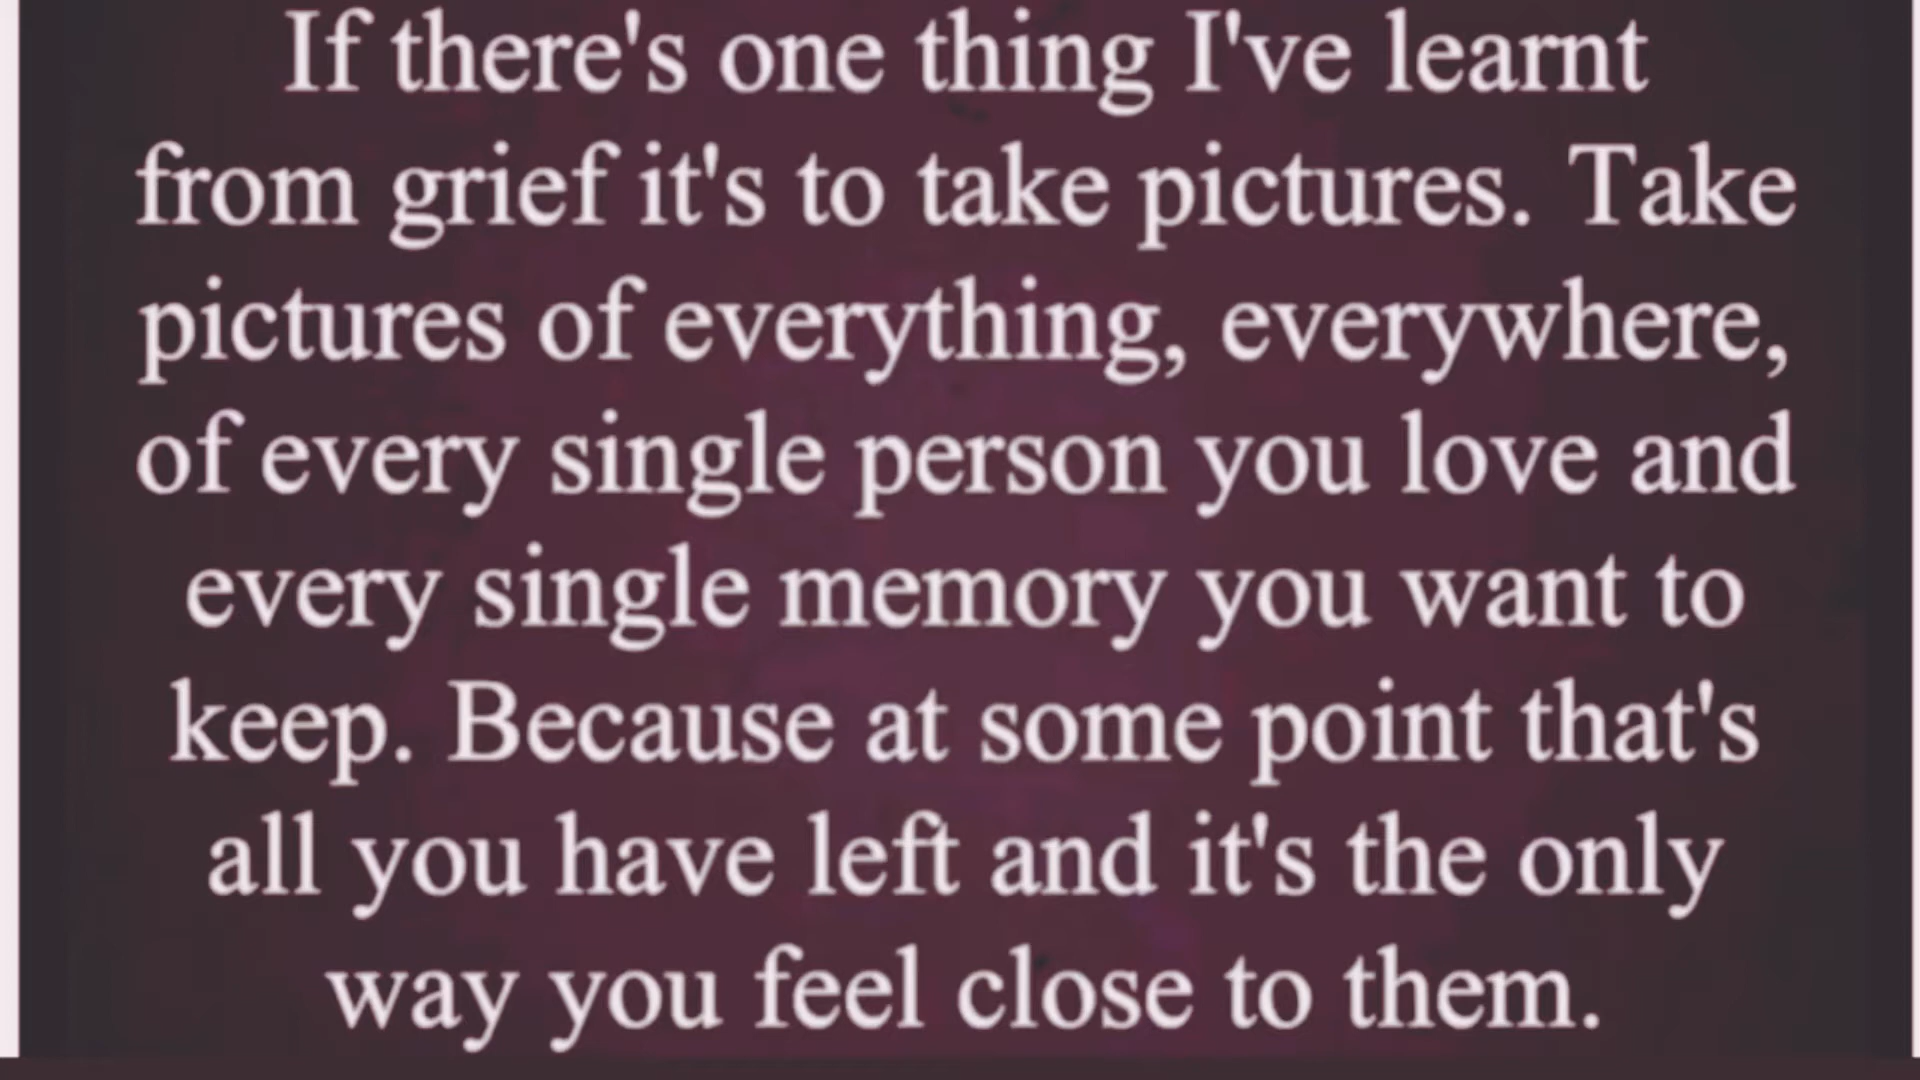 If there's one thing I've learnt
from grief it's to take pictures. Take
pictures of everything, everywhere,
of every single person you love and
every single memory you want to
keep. Because at some point that's
all you have left and it's the only
way you feel close to them.